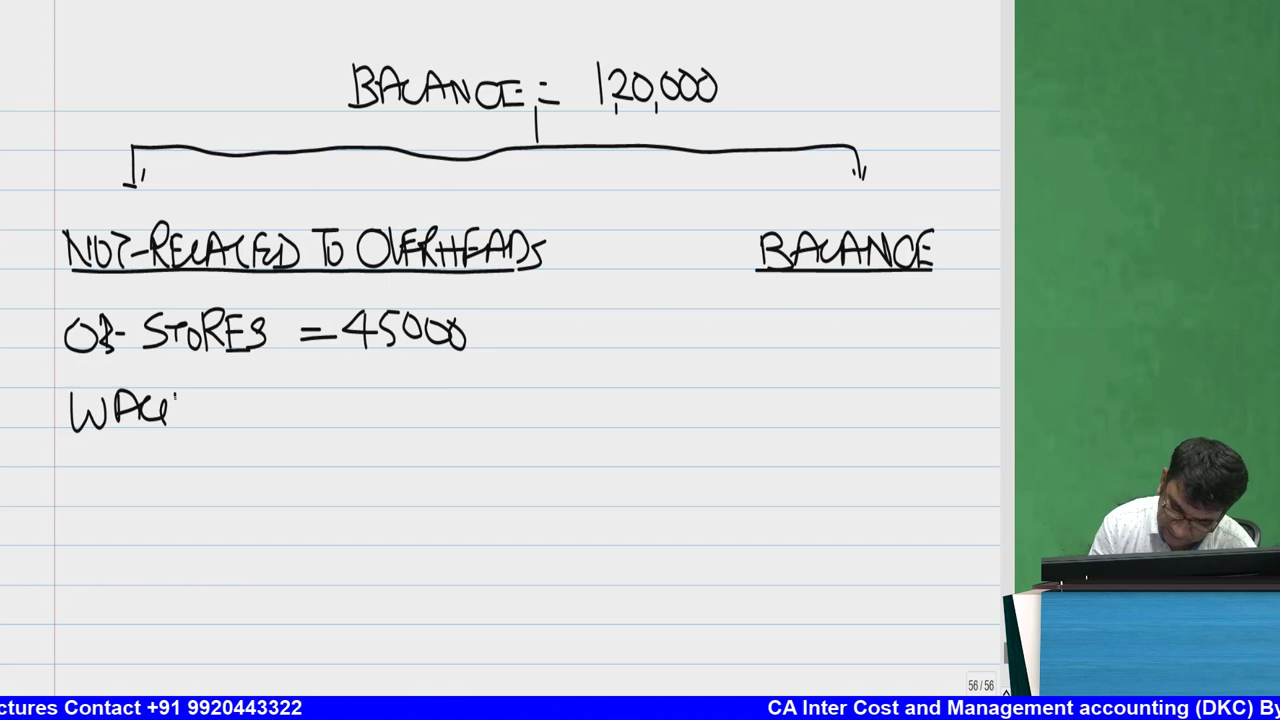 BALANCE = 120,000
NOT-RELATED TO OVERHEADS
BALANCE
OB- STORES = 45000
WAG
56 / 56
ctures Contact +91 9920443322
CA Inter Cost and Management accounting (DKC) By